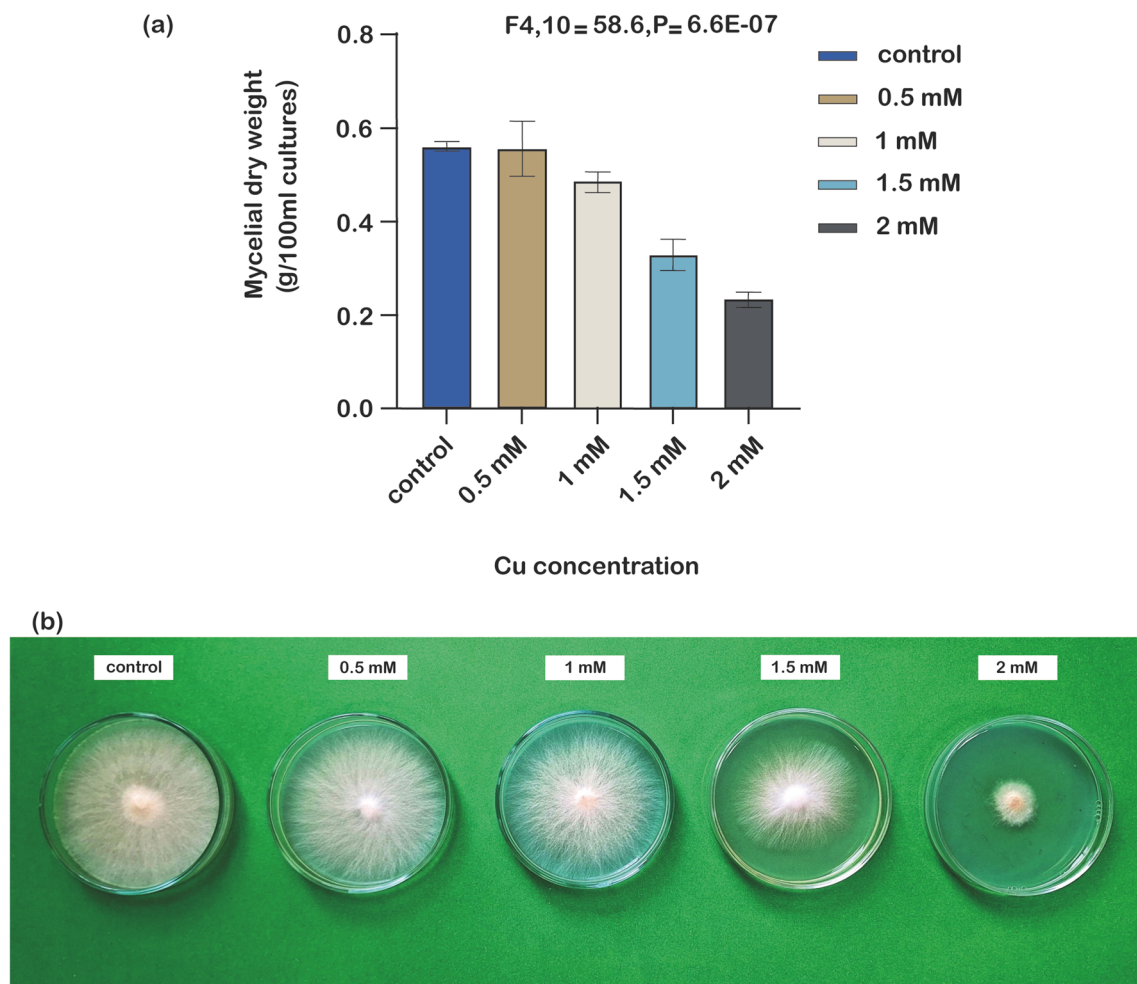 (a)
F4,10 = 58.6,P= 6.6E-07
Mycelial dry weight
(g/100ml cultures)
0.8
0.6
0.4
0.2
0.0
control
0.5 mM
1 mM
1.5 mM
2 mM
control
0.5 mM
1 mM
1.5 mM
2 mM
Cu concentration
(b)
control
0.5 mM
1 mM
1.5 mM
2 mM